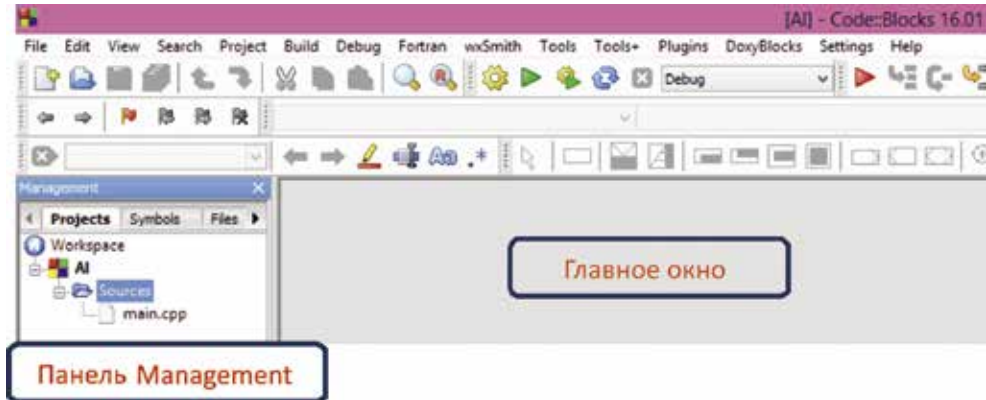 [AI] - Code::Blocks 16.01
File Edit View Search Project Build Debug Fortran wxSmith Tools Tools+ Plugins DoxyBlocks Settings Help
Debug
Management
Projects Symbols Files
Workspace
AI
Sources
main.cpp
Главное окно
Панель Management